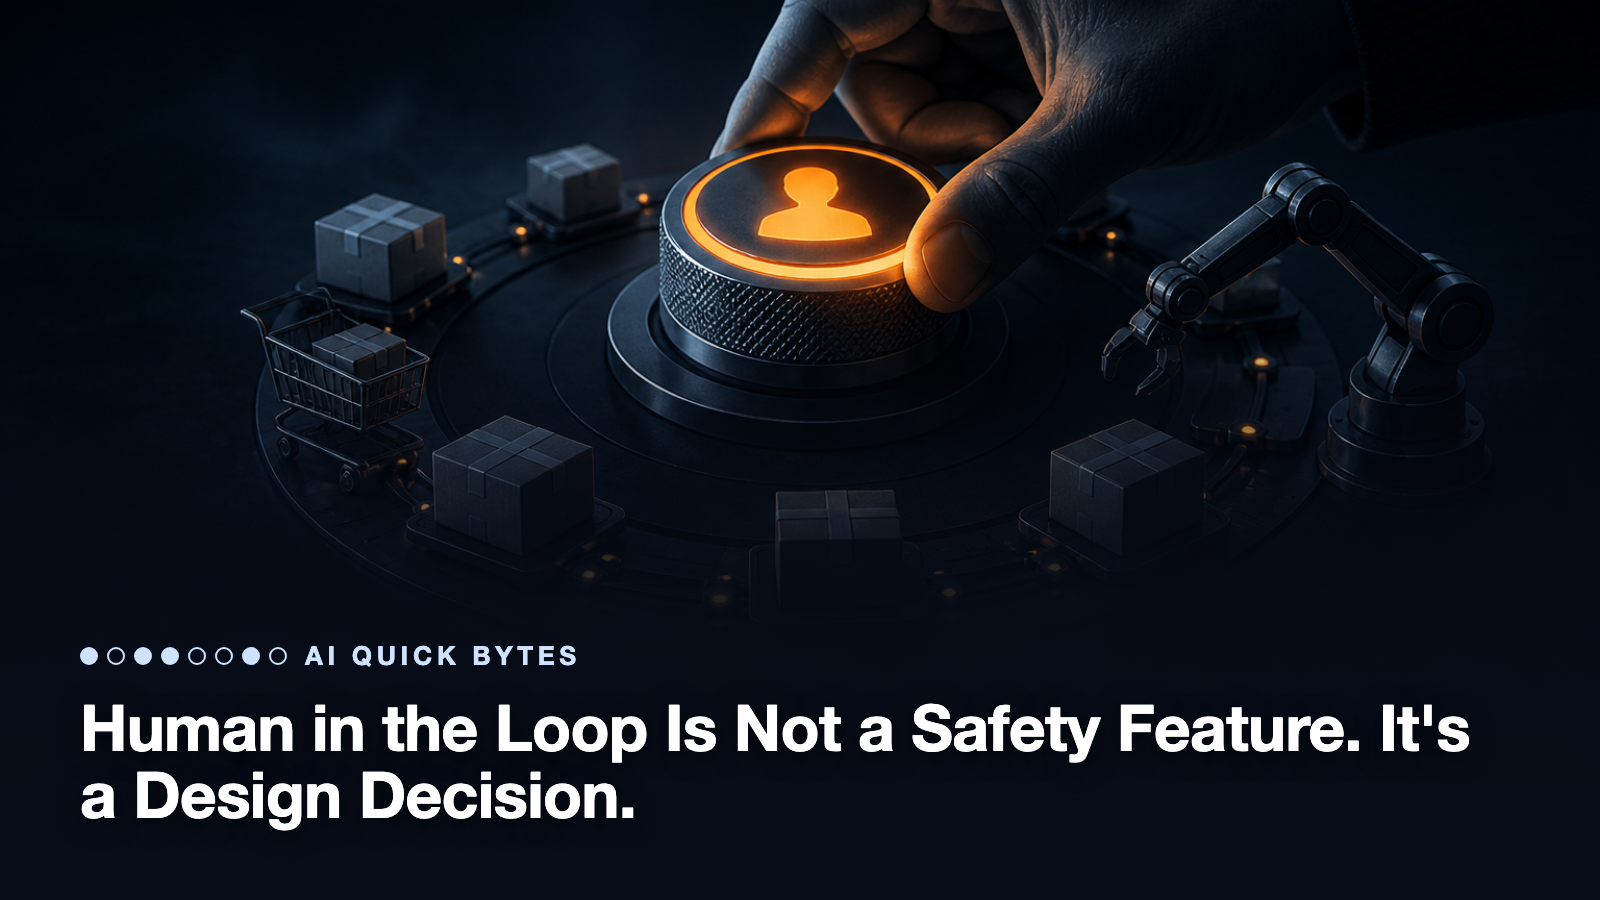 AI QUICK BYTES
Human in the Loop Is Not a Safety Feature. It's
a Design Decision.